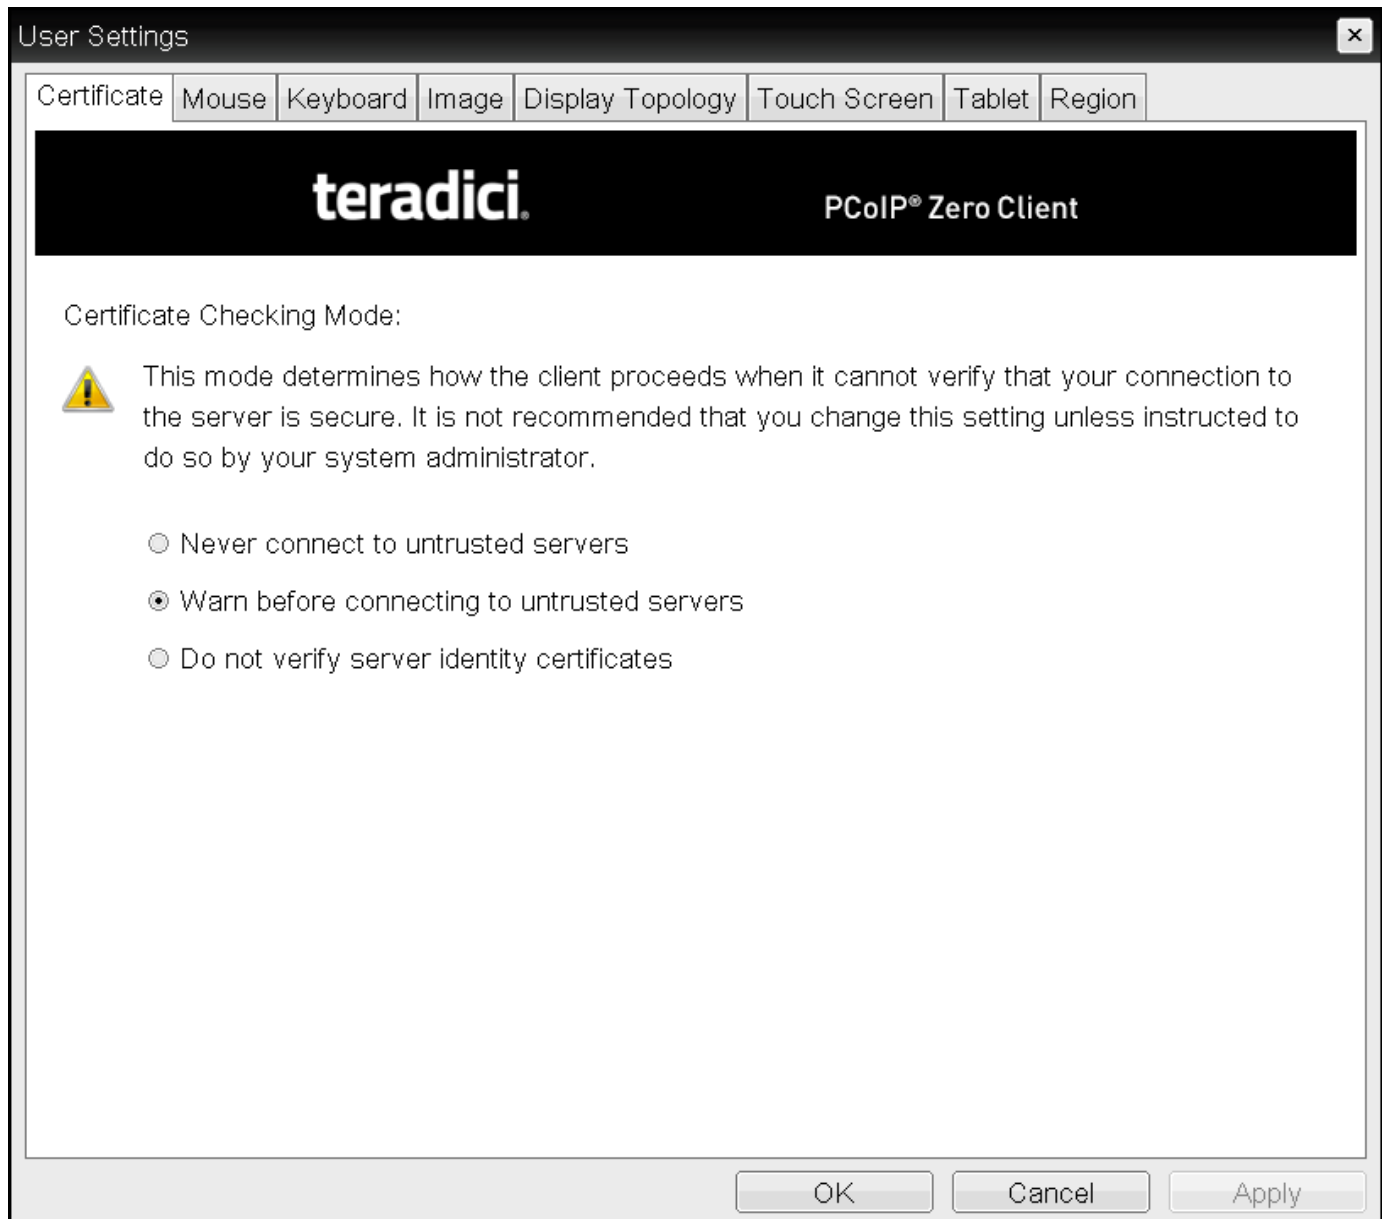 User Settings
Certificate Mouse Keyboard Image Display Topology Touch Screen Tablet Region
teradici. PCoIP® Zero Client
Certificate Checking Mode:
This mode determines how the client proceeds when it cannot verify that your connection to
the server is secure. It is not recommended that you change this setting unless instructed to
do so by your system administrator.
Never connect to untrusted servers
Warn before connecting to untrusted servers
Do not verify server identity certificates
OK Cancel Apply